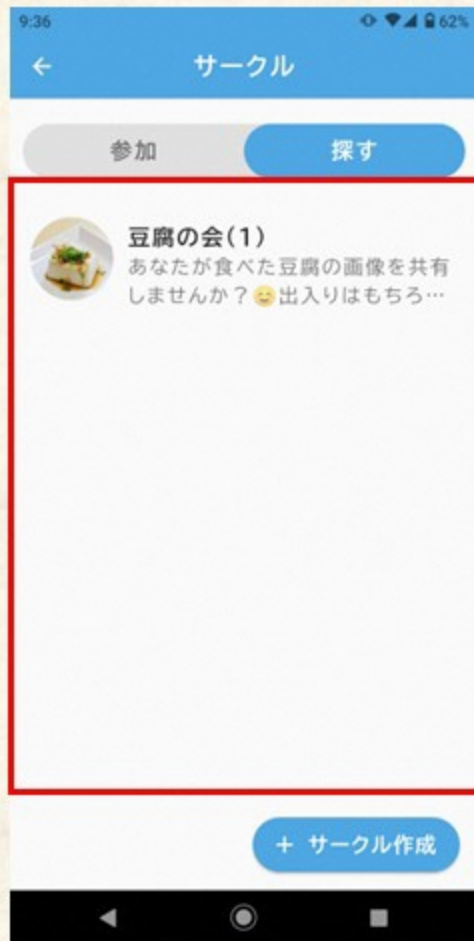 9:36
62%
サークル
参加
探す
豆腐の会(1)
あなたが食べた豆腐の画像を共有
しませんか？😊出入りはもちろ…
+ サークル作成